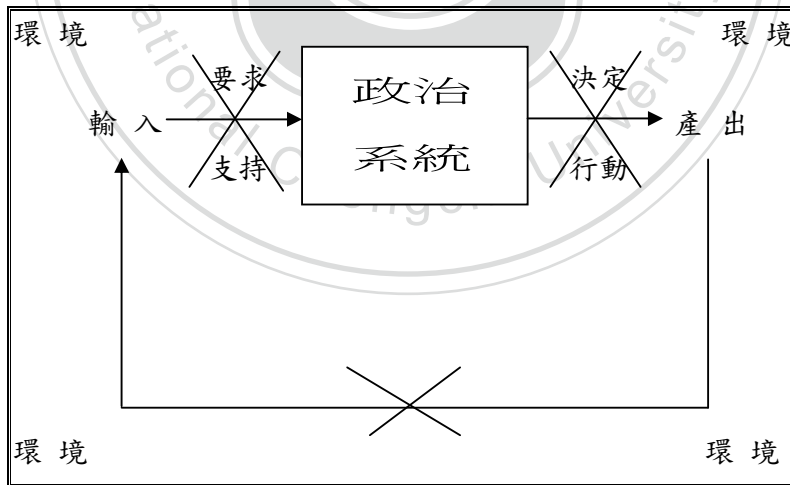 環 境
環 境
要求
決定
政治
系統
輸 入
產 出
支持
行動
環 境
環 境